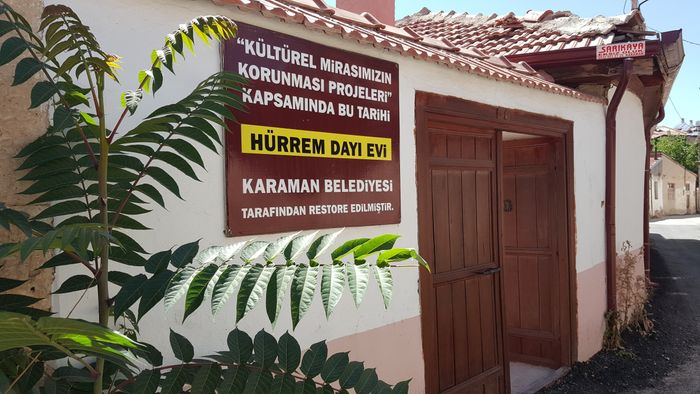 "KÜLTÜREL MİRASIMIZIN
KORUNMASI PROJELERİ"
KAPSAMINDA BU TARİHİ
HÜRREM DAYI EVİ
KARAMAN BELEDİYESİ
TARAFINDAN RESTORE EDİLMİŞTİR.
SARIKAYA